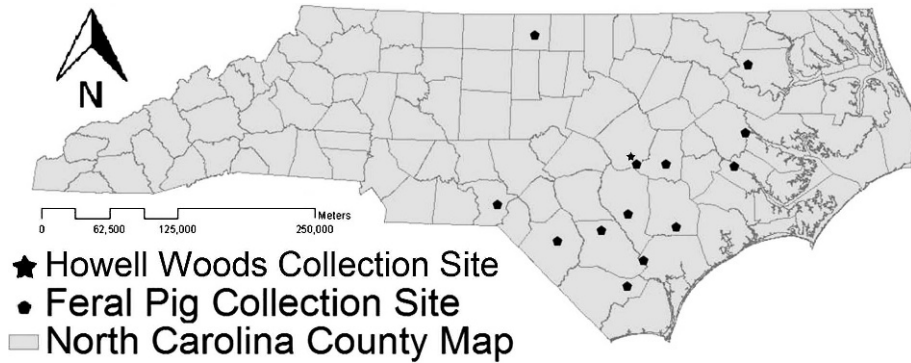 N
Meters
0 62,500 125,000 250,000
Howell Woods Collection Site
Feral Pig Collection Site
North Carolina County Map